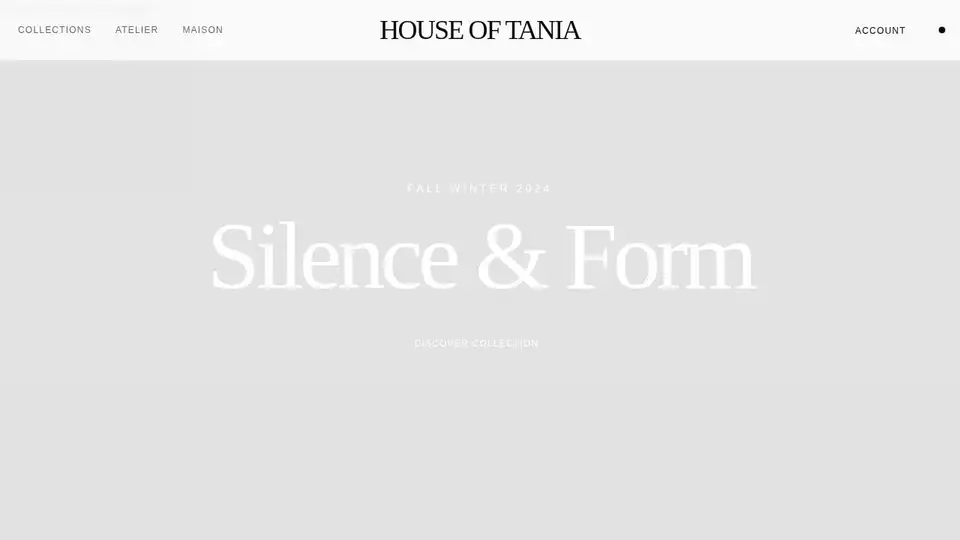 COLLECTIONS ATELIER MAISON HOUSE OF TANIA ACCOUNT
FALL WINTER 2024
Silence & Form
DISCOVER COLLECTION